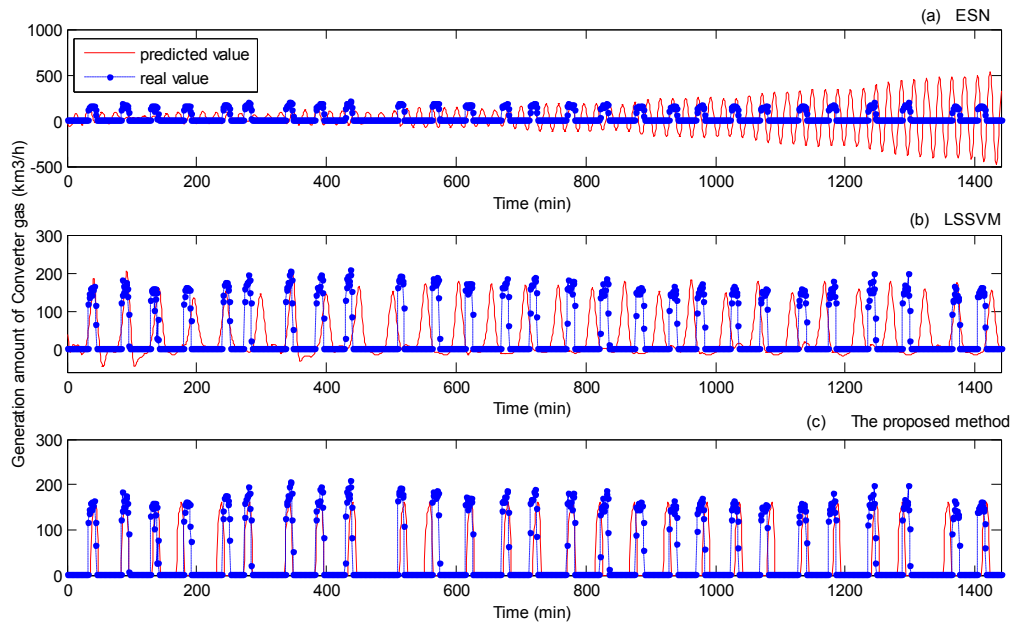 (a) ESN
1000
500
0
-500
predicted value
real value
0 200 400 600 800 1000 1200 1400
Time (min)
Generation amount of Converter gas (km3/h)
(b) LSSVM
300
200
100
0
0 200 400 600 800 1000 1200 1400
Time (min)
(c) The proposed method
300
200
100
0
0 200 400 600 800 1000 1200 1400
Time (min)